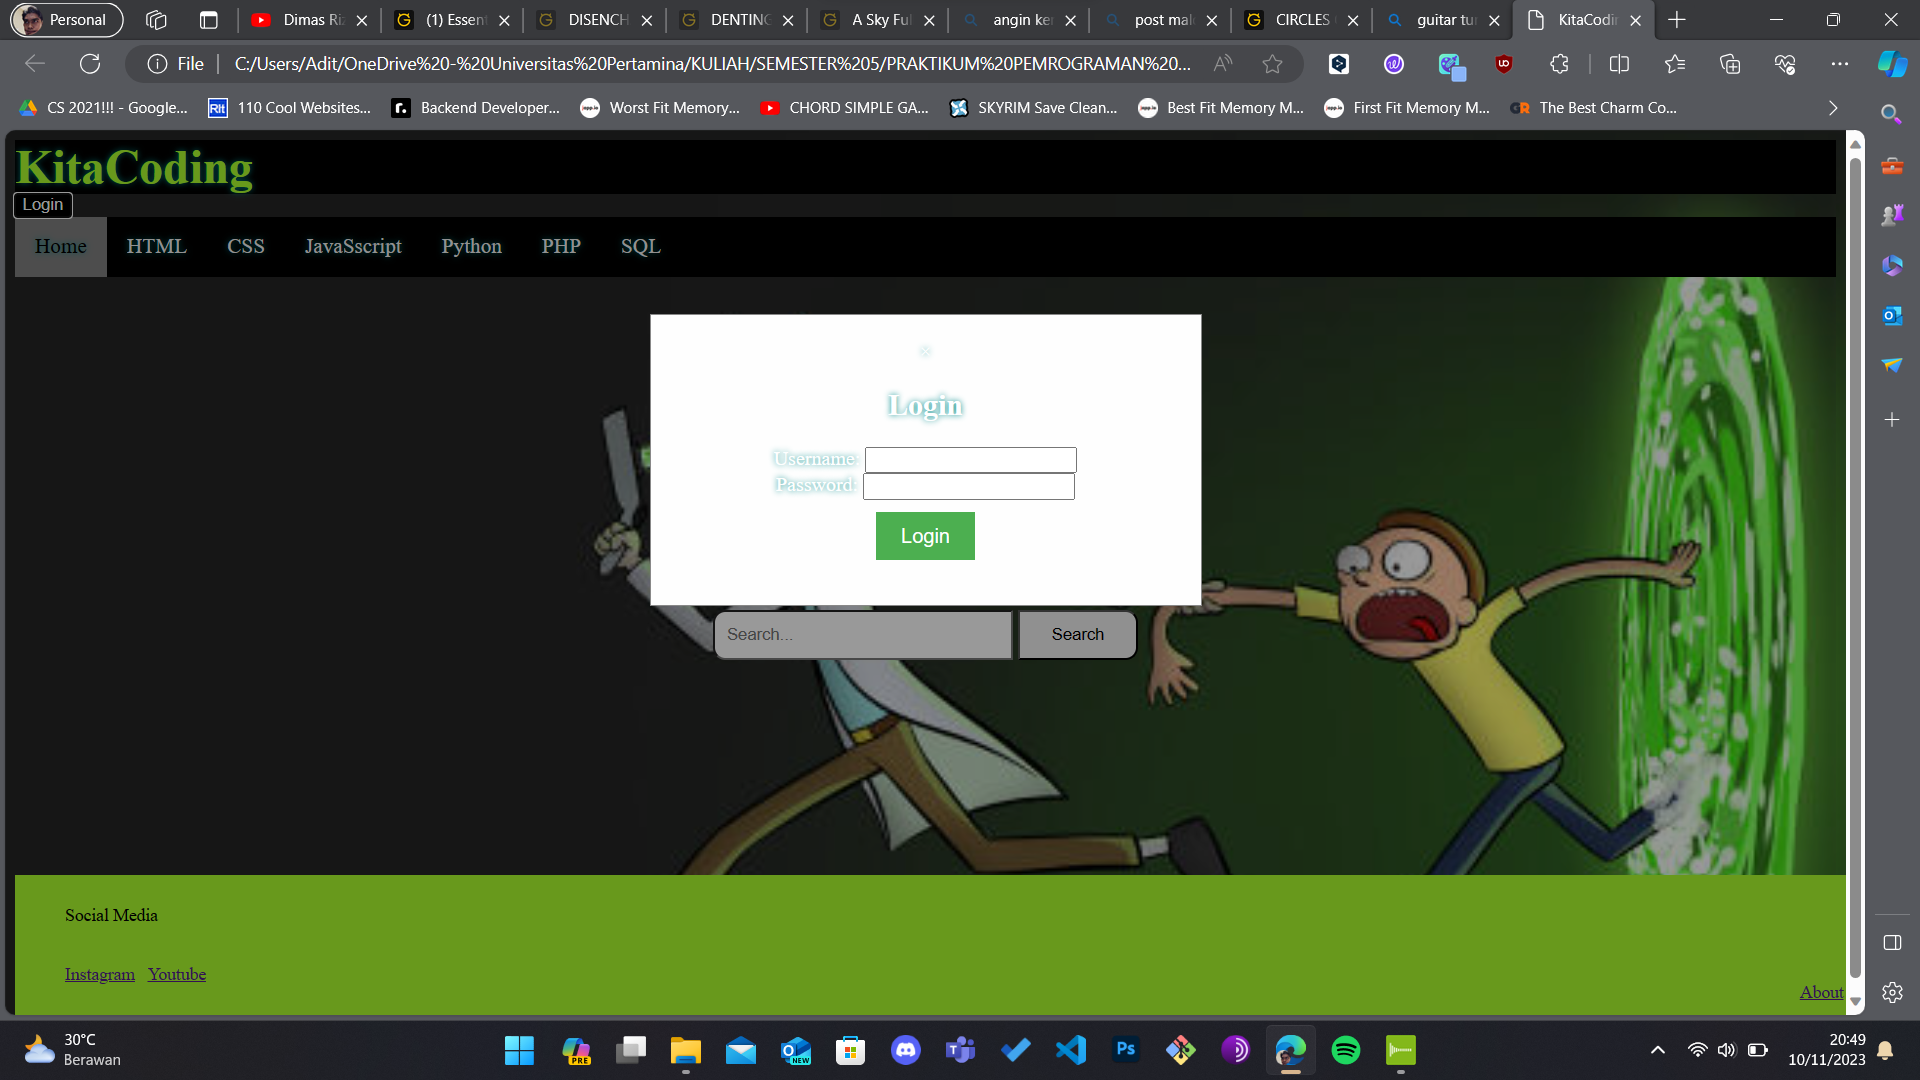 Personal
Dimas Ri
(1) Essen
DISENCH
DENTING
A Sky Ful
angin ke
post mal
CIRCLES
guitar tu
KitaCodin
File
C:/Users/Adit/OneDrive%20-%20Universitas%20Pertamina/KULIAH/SEMESTER%205/PRAKTIKUM%20PEMROGRAMAN%20...
CS 2021!!! - Google...
110 Cool Websites...
Backend Developer...
Worst Fit Memory...
CHORD SIMPLE GA...
SKYRIM Save Clean...
Best Fit Memory M...
First Fit Memory M...
The Best Charm Co...
KitaCoding
Login
Home HTML CSS JavaSscript Python PHP SQL
×
Login
Username:
Password:
Login
Search...
Search
Social Media
Instagram Youtube
About
30°C
Berawan
20:49
10/11/2023